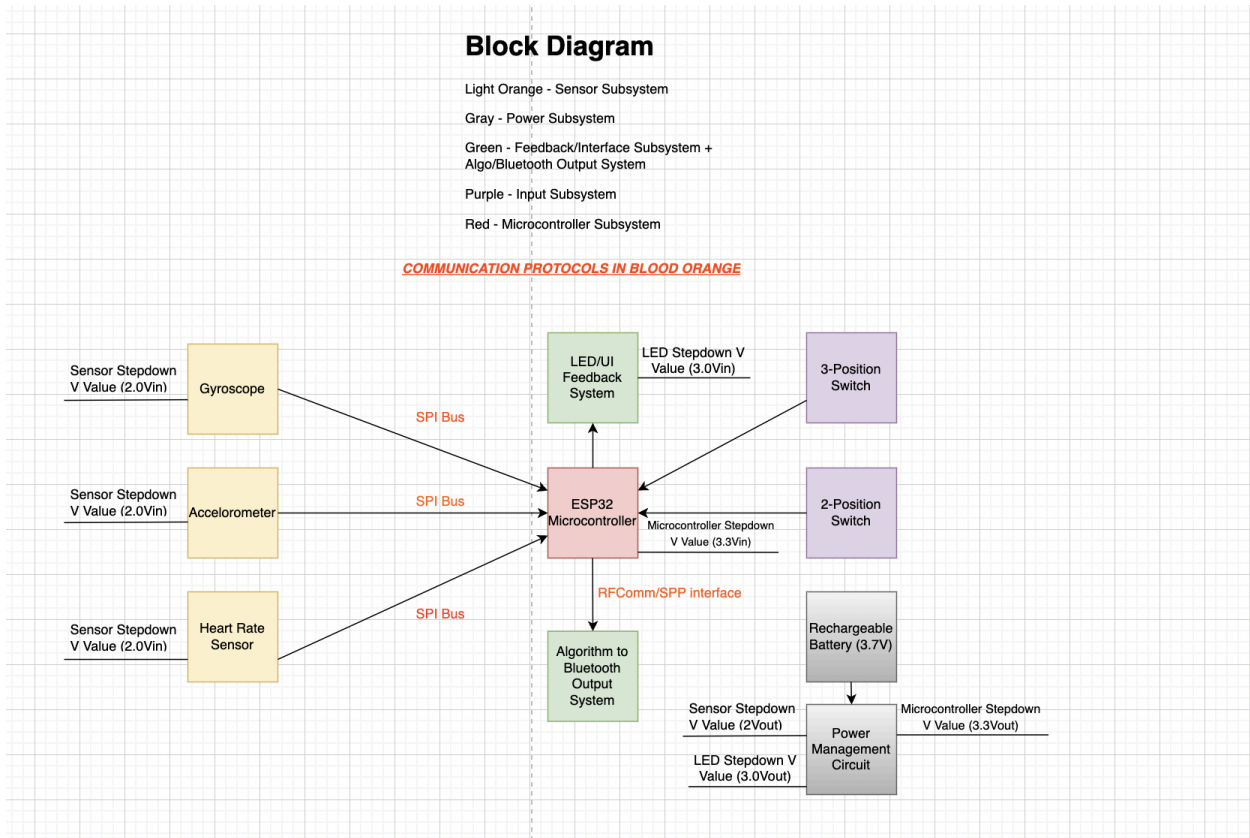 Block Diagram
Light Orange - Sensor Subsystem
Gray - Power Subsystem
Green - Feedback/Interface Subsystem +
Algo/Bluetooth Output System
Purple - Input Subsystem
Red - Microcontroller Subsystem
COMMUNICATION PROTOCOLS IN BLOOD ORANGE
Sensor Stepdown
V Value (2.0Vin)
Gyroscope
SPI Bus
LED/UI
Feedback
System
LED Stepdown V
Value (3.0Vin)
3-Position
Switch
Sensor Stepdown
V Value (2.0Vin)
Accelorometer
SPI Bus
ESP32
Microcontroller
Microcontroller Stepdown
V Value (3.3Vin)
2-Position
Switch
Sensor Stepdown
V Value (2.0Vin)
Heart Rate
Sensor
SPI Bus
RFComm/SPP interface
Algorithm to
Bluetooth
Output
System
Rechargeable
Battery (3.7V)
Sensor Stepdown
V Value (2Vout)
LED Stepdown V
Value (3.0Vout)
Power
Management
Circuit
Microcontroller Stepdown
V Value (3.3Vout)